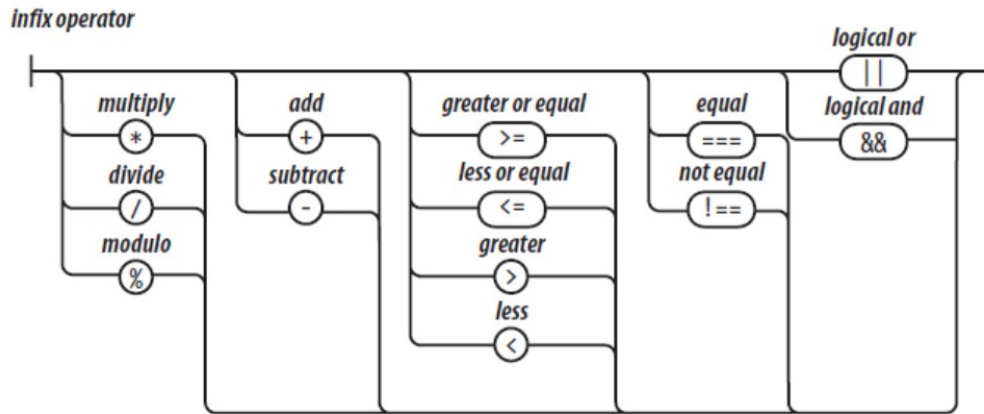 infix operator
logical or
||
multiply add greater or equal equal logical and
* + >= === &&
divide subtract less or equal not equal
/ - <= !==
modulo greater
% >
less
<